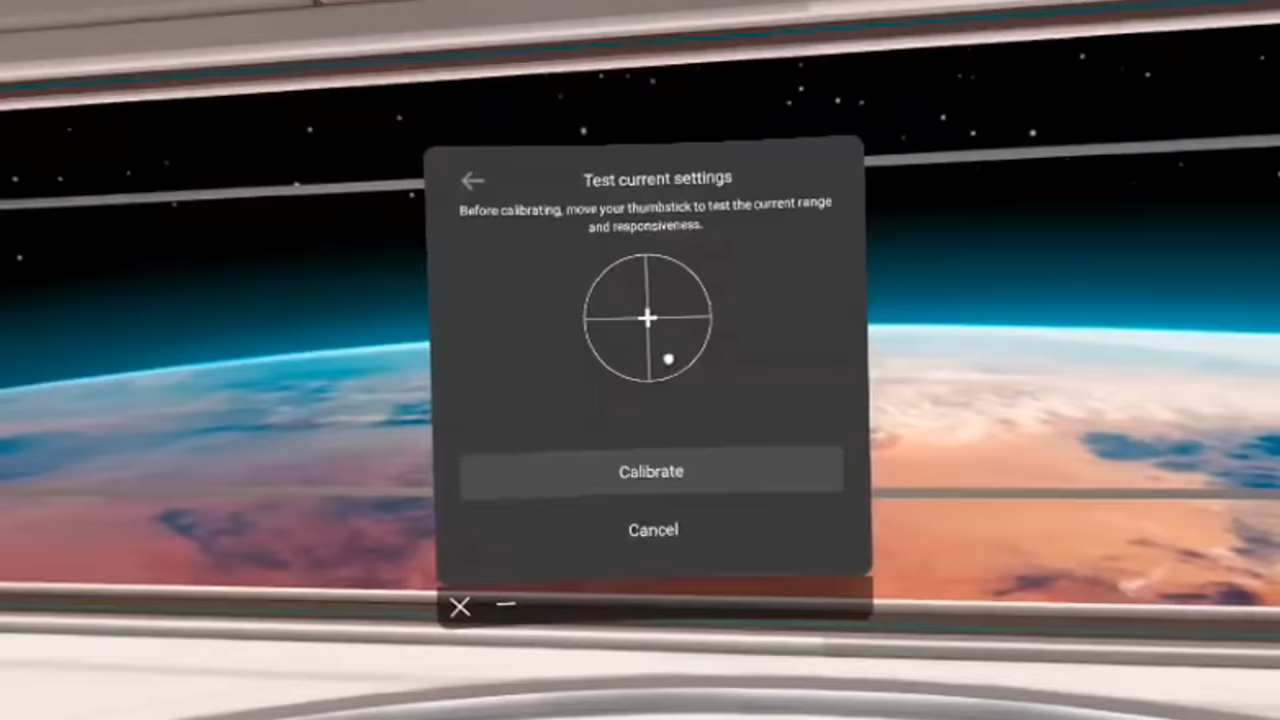 Test current settings
Before calibrating, move your thumbstick to test the current range
and responsiveness.
Calibrate
Cancel